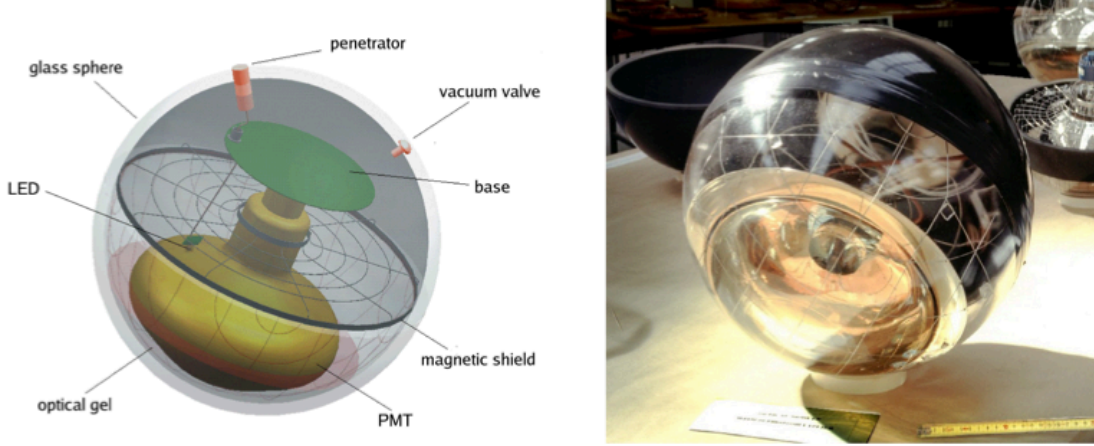 penetrator
glass sphere
vacuum valve
LED
base
magnetic shield
optical gel
PMT